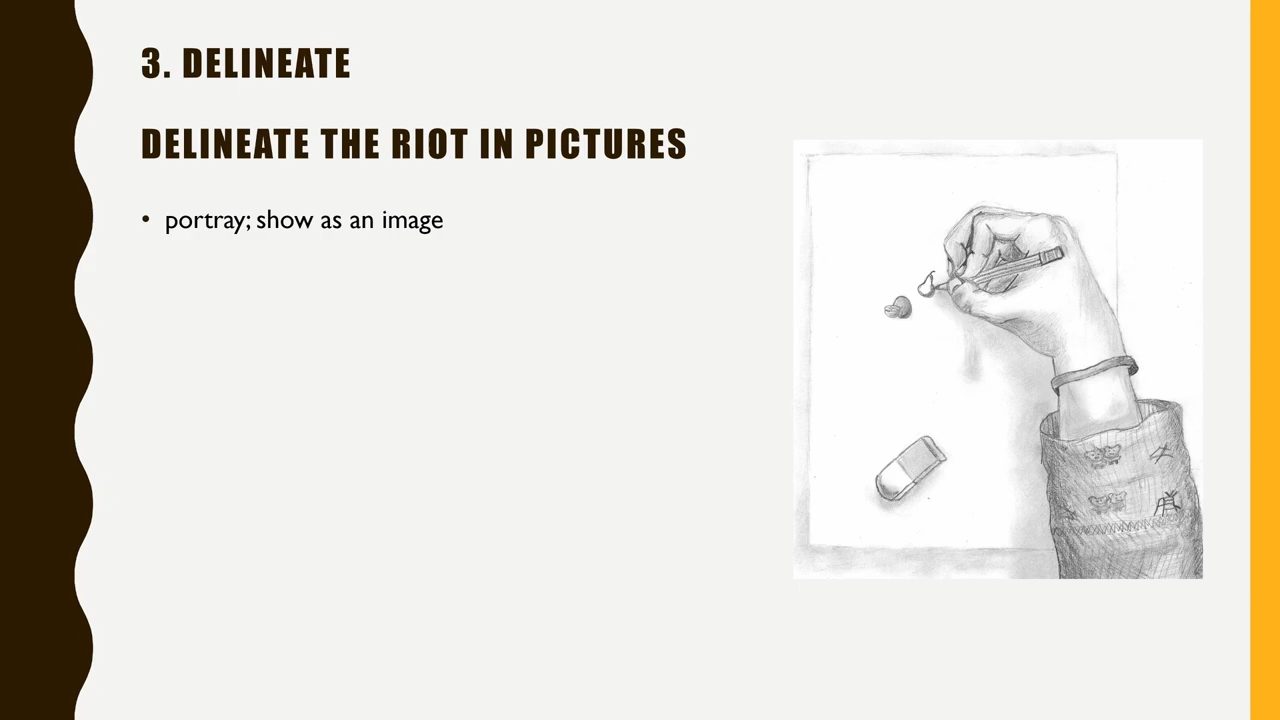 3. DELINEATE
DELINEATE THE RIOT IN PICTURES
• portray; show as an image